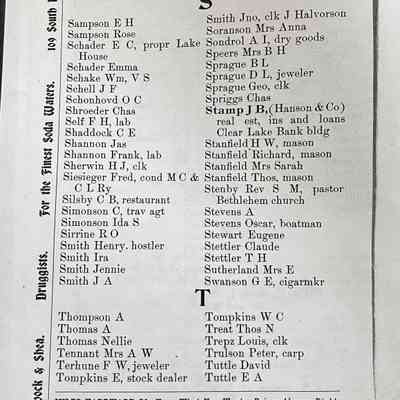 S
Sampson E H
Sampson Rose
Schader E C, propr Lake
House
Schader Emma
Schake Wm, V S
Schell J F
Schonhovd O C
Shroeder Chas
Self F H, lab
Shaddock C E
Shannon Jas
Shannon Frank, lab
Sherwin H J, clk
Siesieger Fred, cond M C &
C L Ry
Silsby C B, restaurant
Simonson C, trav agt
Simonson Ida S
Sirrine R O
Smith Henry. hostler
Smith Ira
Smith Jennie
Smith J A
Smith Jno, clk J Halvorson
Soranson Mrs Anna
Sondrol A I, dry goods
Speers Mrs B H
Sprague B L
Sprague D L, jeweler
Sprague Geo, clk
Spriggs Chas
Stamp J B, (Hanson & Co)
real est, ins and loans
Clear Lake Bank bldg
Stanfield H W, mason
Stanfield Richard, mason
Stanfield Mrs Sarah
Stanfield Thos, mason
Stenby Rev S M, pastor
Bethlehem church
Stevens A
Stevens Oscar, boatman
Stewart Eugene
Stettler Claude
Stettler T H
Sutherland Mrs E
Swanson G E, cigarmkr
T
Thompson A
Thomas A
Thomas Nellie
Tennant Mrs A W
Terhune F W, jeweler
Tompkins E, stock dealer
Tompkins W C
Treat Thos N
Trepz Louis, clk
Trulson Peter, carp
Tuttle David
Tuttle E A
& Shea. Druggists. For the Finest Soda Waters. 109 South